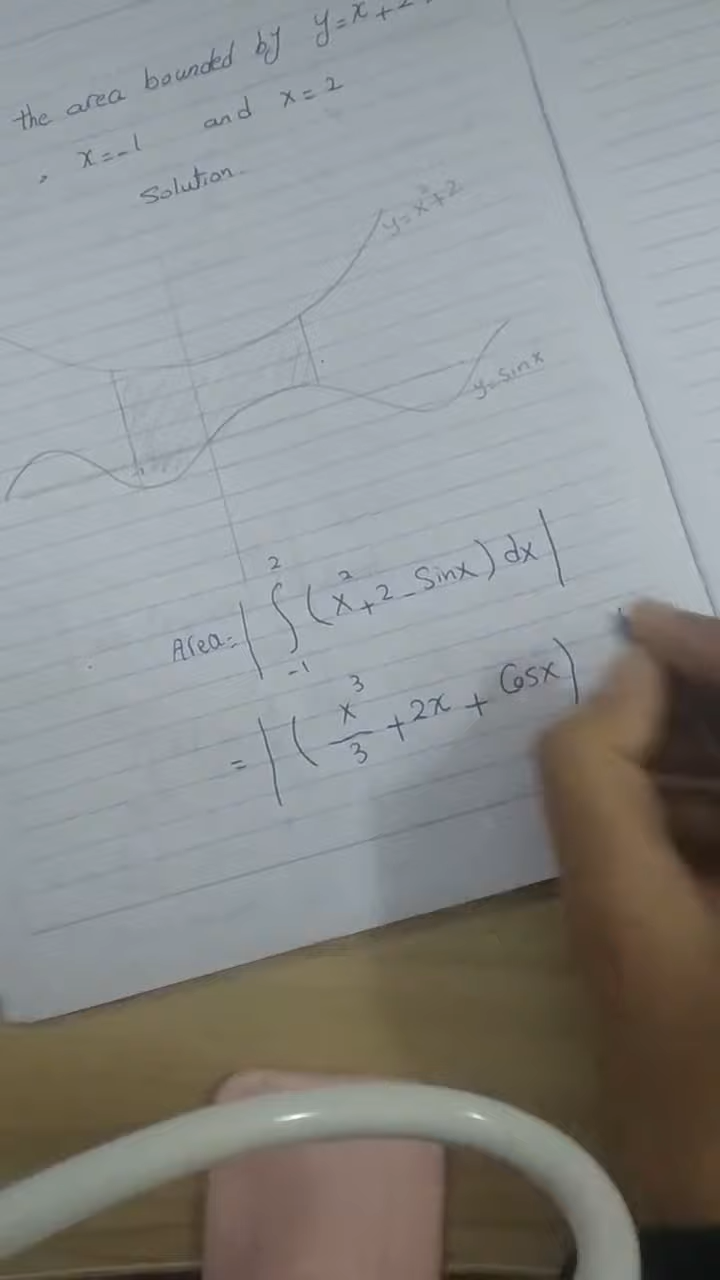 the area bounded by y=x+2
, x=-1 and x=2
Solution
y=x²+2
y=sinx
Area=|∫₋₁² (x²+2-Sinx)dx|
=|(x³/3+2x+Cosx)